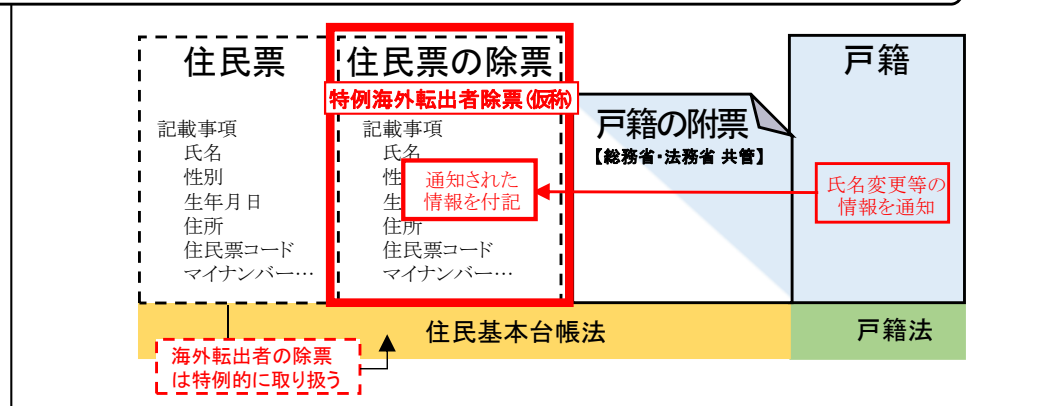 住民票
記載事項
氏名
性別
生年月日
住所
住民票コード
マイナンバー…
住民票の除票
特例海外転出者除票(仮称)
記載事項
氏名
性
生
住所
住民票コード
マイナンバー…
通知された
情報を付記
戸籍の附票
【総務省・法務省 共管】
戸籍
氏名変更等の
情報を通知
住民基本台帳法
戸籍法
海外転出者の除票
は特例的に取り扱う